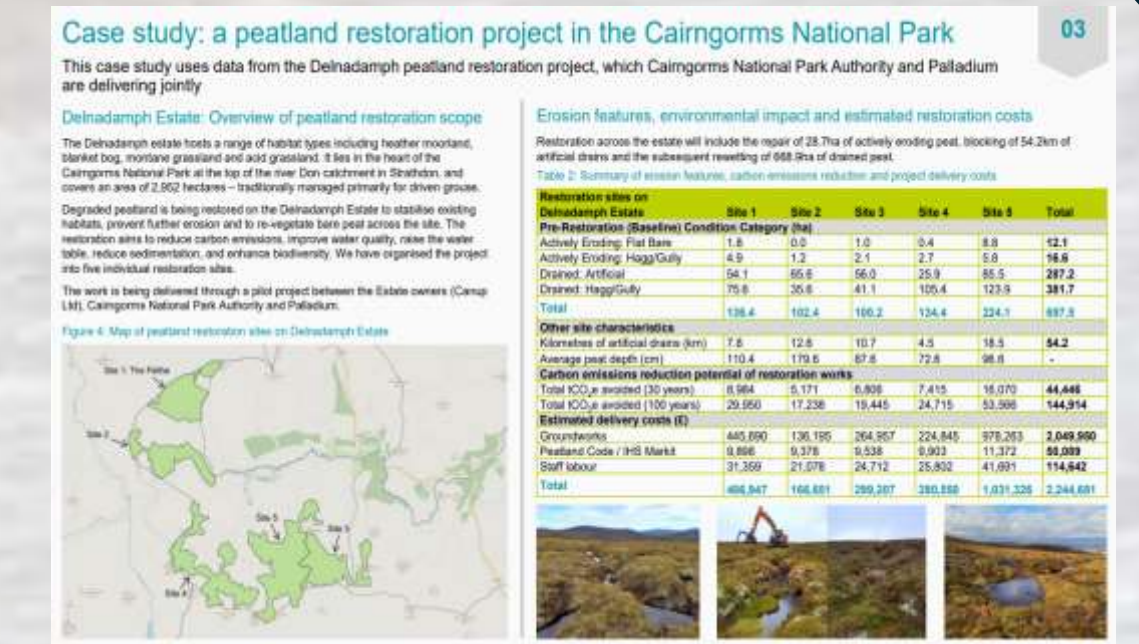 Case study: a peatland restoration project in the Cairngorms National Park
03
This case study uses data from the Delnadamph peatland restoration project, which Cairngorms National Park Authority and Palladium
are delivering jointly
Delnadamph Estate: Overview of peatland restoration scope
The Delnadamph estate hosts a range of habitat types including heather moorland,
blanket bog, montane grassland and acid grassland. It lies in the heart of the
Cairngorms National Park at the top of the river Don catchment in Strathdon, and
covers an area of 2,952 hectares – traditionally managed primarily for driven grouse.
Degraded peatland is being restored on the Delnadamph Estate to stabilise existing
habitats, prevent further erosion and to re-vegetate bare peat across the site. The
restoration aims to reduce carbon emissions, improve water quality, raise the water
table, reduce sedimentation, and enhance biodiversity. We have organised the project
into five individual restoration sites.
The work is being delivered through a pilot project between the Estate owners (Canup
Ltd), Cairngorms National Park Authority and Palladium.
Figure 4: Map of peatland restoration sites on Delnadamph Estate
Site 1: The
Site 2
Site 5
Site 4
Erosion features, environmental impact and estimated restoration costs
Restoration across the estate will include the repair of 28.7ha of actively eroding peat, blocking of 54.2km of
artificial drains and the subsequent rewetting of 668.9ha of drained peat.
Table 2: Summary of erosion features, carbon emissions reduction and project delivery costs
Restoration sites on
Delnadamph Estate Site 1 Site 2 Site 3 Site 4 Site 5 Total
Pre-Restoration (Baseline) Condition Category (ha)
Actively Eroding: Flat Bare 1.8 0.0 1.0 0.4 8.8 12.1
Actively Eroding: Hagg/Gully 4.9 1.2 2.1 2.7 5.8 16.6
Drained: Artificial 54.1 65.6 56.0 25.9 85.5 287.2
Drained: Hagg/Gully 75.6 35.6 41.1 105.4 123.9 381.7
Total 136.4 102.4 100.2 134.4 224.1 697.5
Other site characteristics
Kilometres of artificial drains (km) 7.8 12.8 10.7 4.5 18.5 54.2
Average peat depth (cm) 110.4 179.6 87.6 72.8 98.6 -
Carbon emissions reduction potential of restoration works
Total tCO₂e avoided (30 years) 8,984 5,171 6,806 7,415 16,070 44,446
Total tCO₂e avoided (100 years) 29,950 17,238 19,445 24,715 53,566 144,914
Estimated delivery costs (£)
Groundworks 445,690 136,195 264,957 224,845 978,263 2,049,950
Peatland Code / IHS Markit 9,898 9,378 9,538 9,903 11,372 50,089
Staff labour 31,359 21,078 24,712 25,802 41,691 114,642
Total 486,947 166,651 299,207 260,550 1,031,326 2,244,681